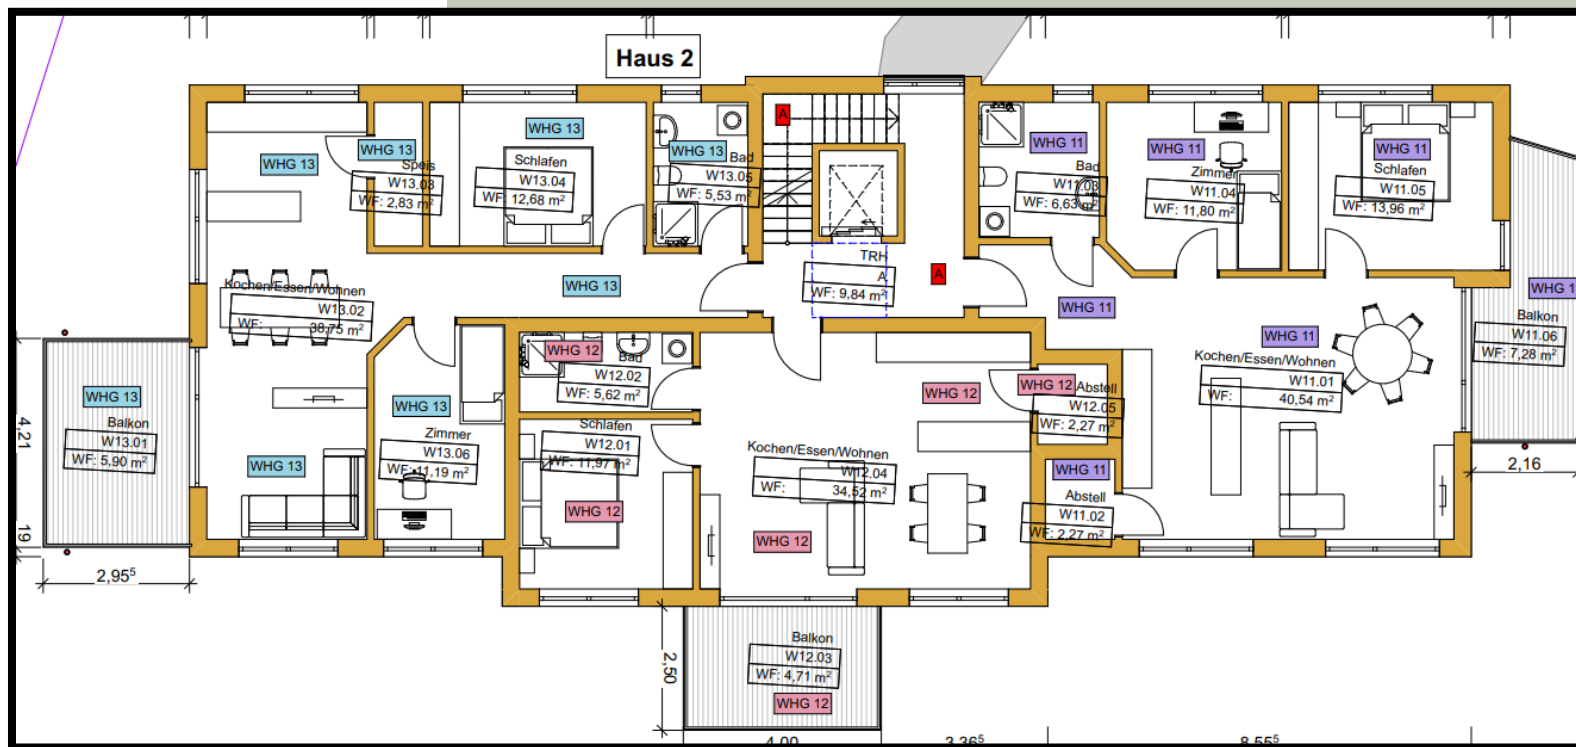 Haus 2
A
WHG 13
WHG 13
Speis
W13.03
WF: 2,83 m²
WHG 13
Schlafen
W13.04
WF: 12,68 m²
WHG 13
Bad
W13.05
WF: 5,53 m²
WHG 11
Bad
W11.03
WF: 6,63 m²
WHG 11
Zimmer
W11.04
WF: 11,80 m²
WHG 11
Schlafen
W11.05
WF: 13,96 m²
WHG 13
TRH
A
WF: 9,84 m²
A
Kochen/Essen/Wohnen
W13.02
WF: 38,75 m²
WHG 11
WHG 11
Kochen/Essen/Wohnen
W11.01
WF: 40,54 m²
WHG 1
Balkon
W11.06
WF: 7,28 m²
WHG 13
Balkon
W13.01
WF: 5,90 m²
4,21
19
2,95⁵
WHG 13
WHG 13
Zimmer
W13.06
WF: 11,19 m²
WHG 12
Bad
W12.02
WF: 5,62 m²
Schlafen
W12.01
WF: 11,97 m²
WHG 12
WHG 12
Kochen/Essen/Wohnen
W12.04
WF: 34,52 m²
WHG 12
WHG 12
Abstell
W12.05
WF: 2,27 m²
WHG 11
Abstell
W11.02
WF: 2,27 m²
2,16
2,50
Balkon
W12.03
WF: 4,71 m²
WHG 12
4,00
3,36⁵
8,55⁵